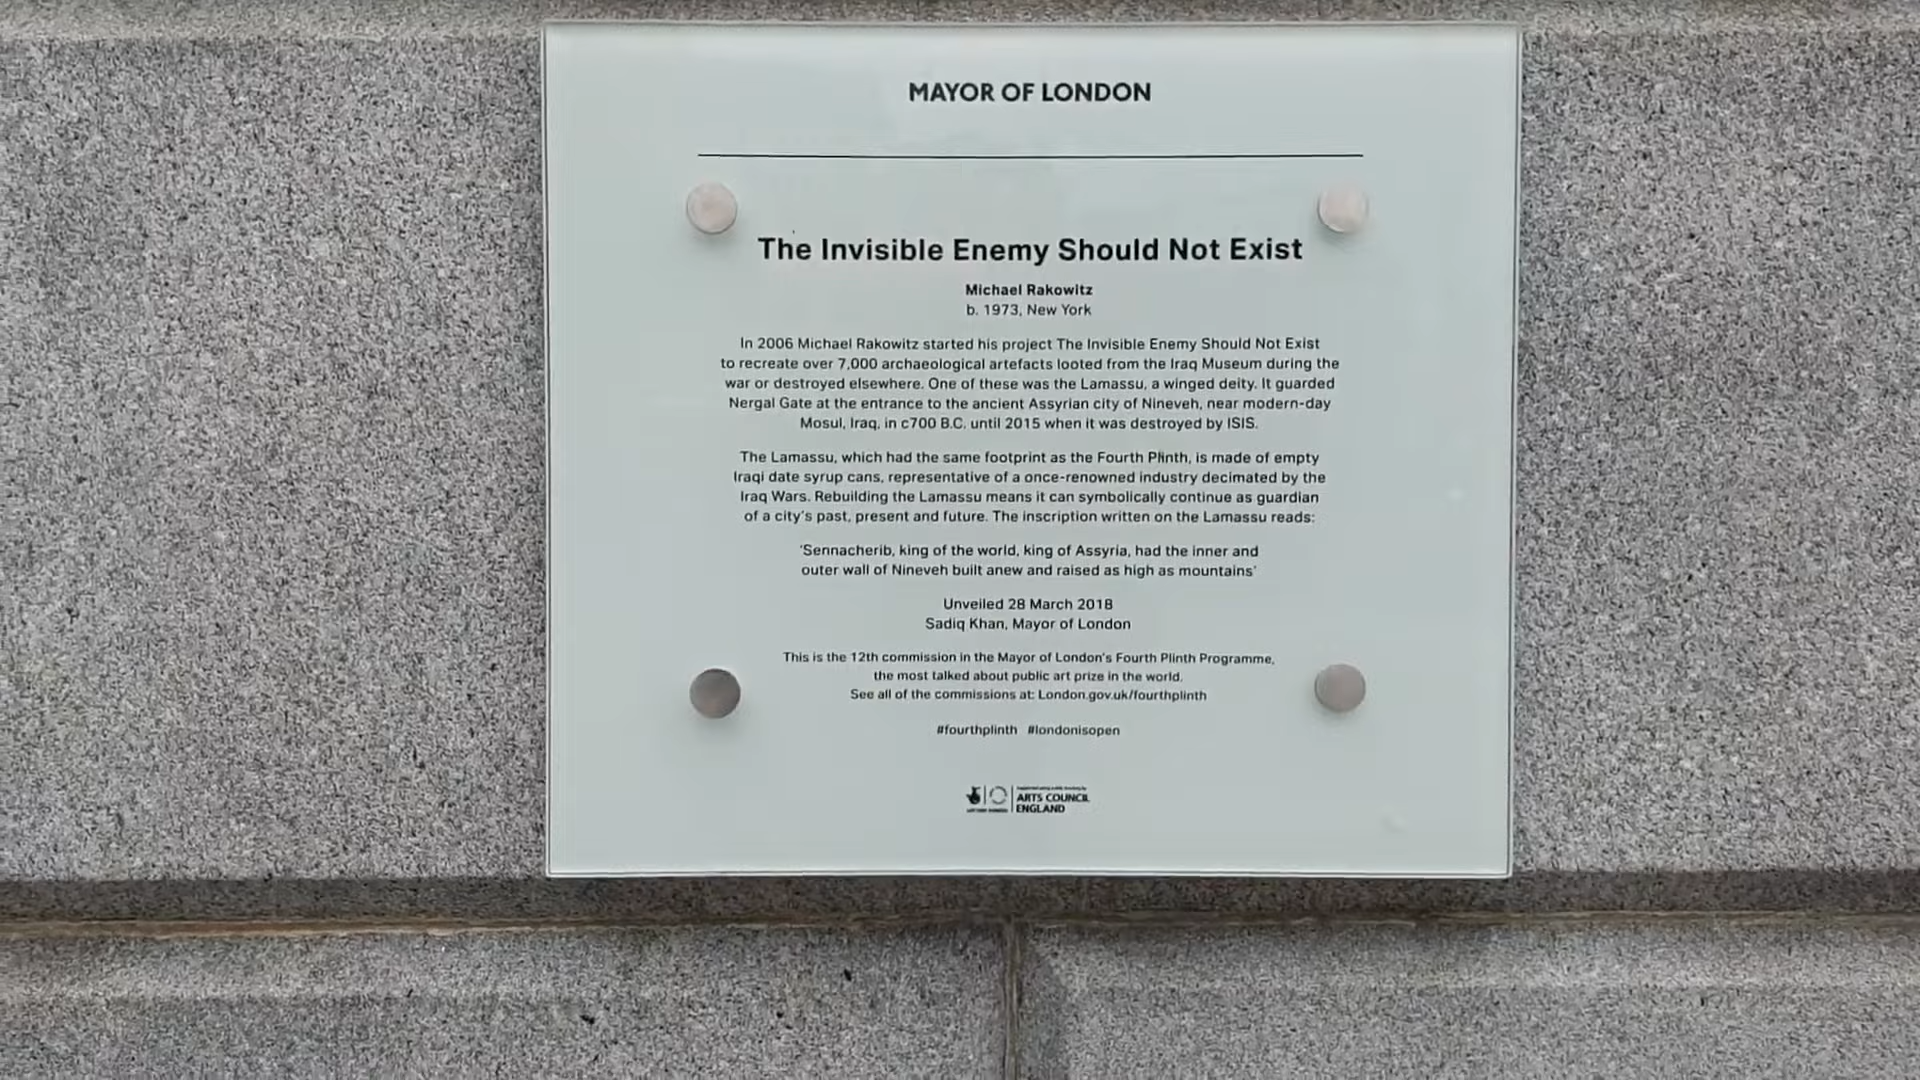 MAYOR OF LONDON
The Invisible Enemy Should Not Exist
Michael Rakowitz
b. 1973, New York
In 2006 Michael Rakowitz started his project The Invisible Enemy Should Not Exist
to recreate over 7,000 archaeological artefacts looted from the Iraq Museum during the
war or destroyed elsewhere. One of these was the Lamassu, a winged deity. It guarded
Nergal Gate at the entrance to the ancient Assyrian city of Nineveh, near modern-day
Mosul, Iraq, in c700 B.C. until 2015 when it was destroyed by ISIS.
The Lamassu, which had the same footprint as the Fourth Plinth, is made of empty
Iraqi date syrup cans, representative of a once-renowned industry decimated by the
Iraq Wars. Rebuilding the Lamassu means it can symbolically continue as guardian
of a city's past, present and future. The inscription written on the Lamassu reads:
'Sennacherib, king of the world, king of Assyria, had the inner and
outer wall of Nineveh built anew and raised as high as mountains'
Unveiled 28 March 2018
Sadiq Khan, Mayor of London
This is the 12th commission in the Mayor of London's Fourth Plinth Programme,
the most talked about public art prize in the world.
See all of the commissions at: London.gov.uk/fourthplinth
#fourthplinth #londonisopen
ARTS COUNCIL
ENGLAND